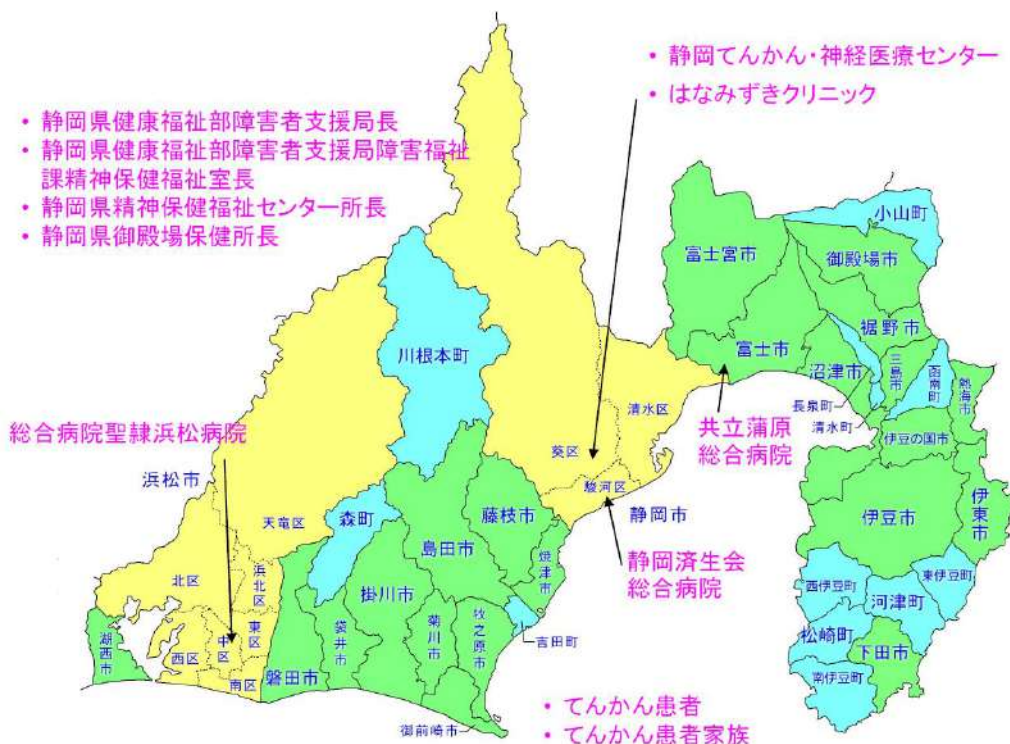 • 静岡てんかん・神経医療センター
• はなみずきクリニック
• 静岡県健康福祉部障害者支援局長
• 静岡県健康福祉部障害者支援局障害福祉
課精神保健福祉室長
• 静岡県精神保健福祉センター所長
• 静岡県御殿場保健所長
小山町
富士宮市
御殿場市
裾野市
川根本町
富士市
沼津市
三島市
函南町
熱海市
長泉町
清水町
清水区
伊豆の国市
総合病院聖隷浜松病院
共立蒲原
総合病院
葵区
浜松市
駿河区
静岡市
天竜区
森町
藤枝市
伊豆市
伊東市
島田市
焼津市
静岡済生会
総合病院
北区
浜北区
掛川市
西伊豆町
東伊豆町
河津町
湖西市
西区
中区
東区
袋井市
菊川市
牧之原市
吉田町
松崎町
下田市
南区
磐田市
南伊豆町
御前崎市
• てんかん患者
• てんかん患者家族